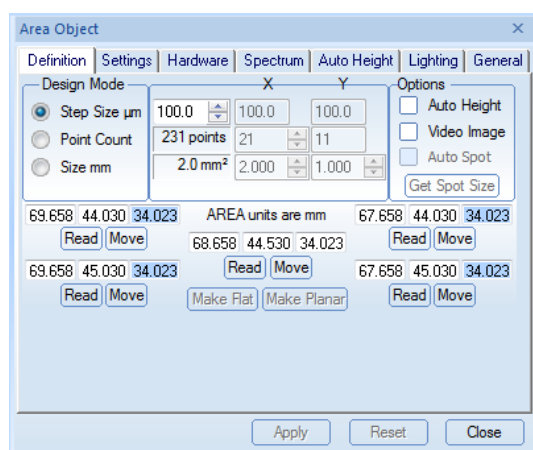 Area Object
Definition Settings Hardware Spectrum Auto Height Lighting General
Design Mode X Y Options
Step Size µm 100.0 100.0 100.0 Auto Height
Point Count 231 points 21 11 Video Image
Size mm 2.0 mm² 2.000 1.000 Auto Spot
Get Spot Size
69.658 44.030 34.023 AREA units are mm 67.658 44.030 34.023
Read Move 68.658 44.530 34.023 Read Move
69.658 45.030 34.023 Read Move 67.658 45.030 34.023
Read Move Make Flat Make Planar Read Move
Apply Reset Close